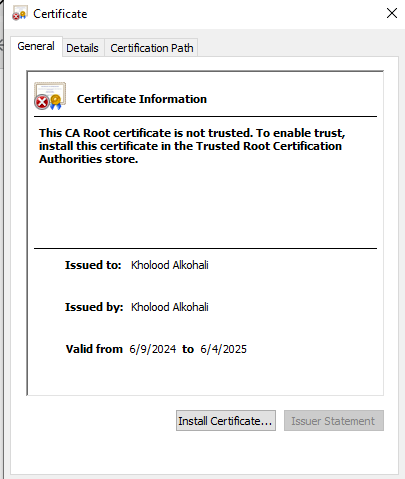 Certificate
General
Details
Certification Path
Certificate Information
This CA Root certificate is not trusted. To enable trust,
install this certificate in the Trusted Root Certification
Authorities store.
Issued to: Kholood Alkohali
Issued by: Kholood Alkohali
Valid from 6/9/2024 to 6/4/2025
Install Certificate...
Issuer Statement